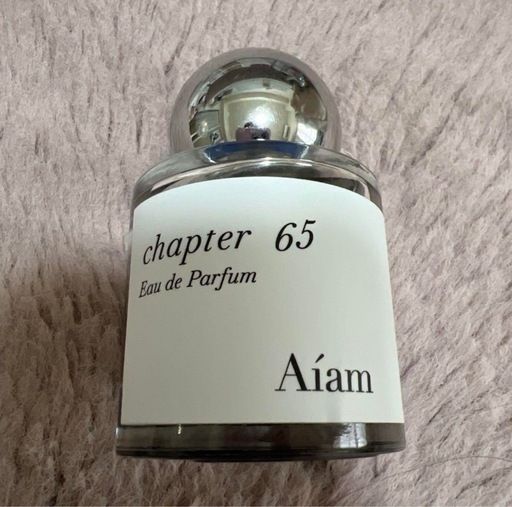 chapter 65
Eau de Parfum
Aíam